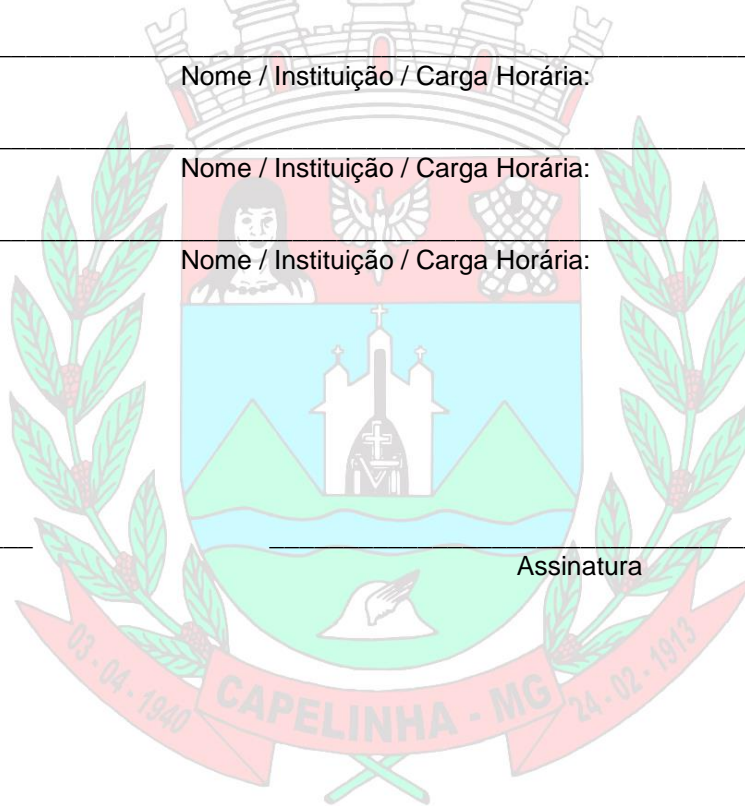 Nome / Instituição / Carga Horária:
Nome / Instituição / Carga Horária:
Nome / Instituição / Carga Horária:
Assinatura
03 - 04 - 1940
CAPELINHA - MG
24 - 02 - 1913